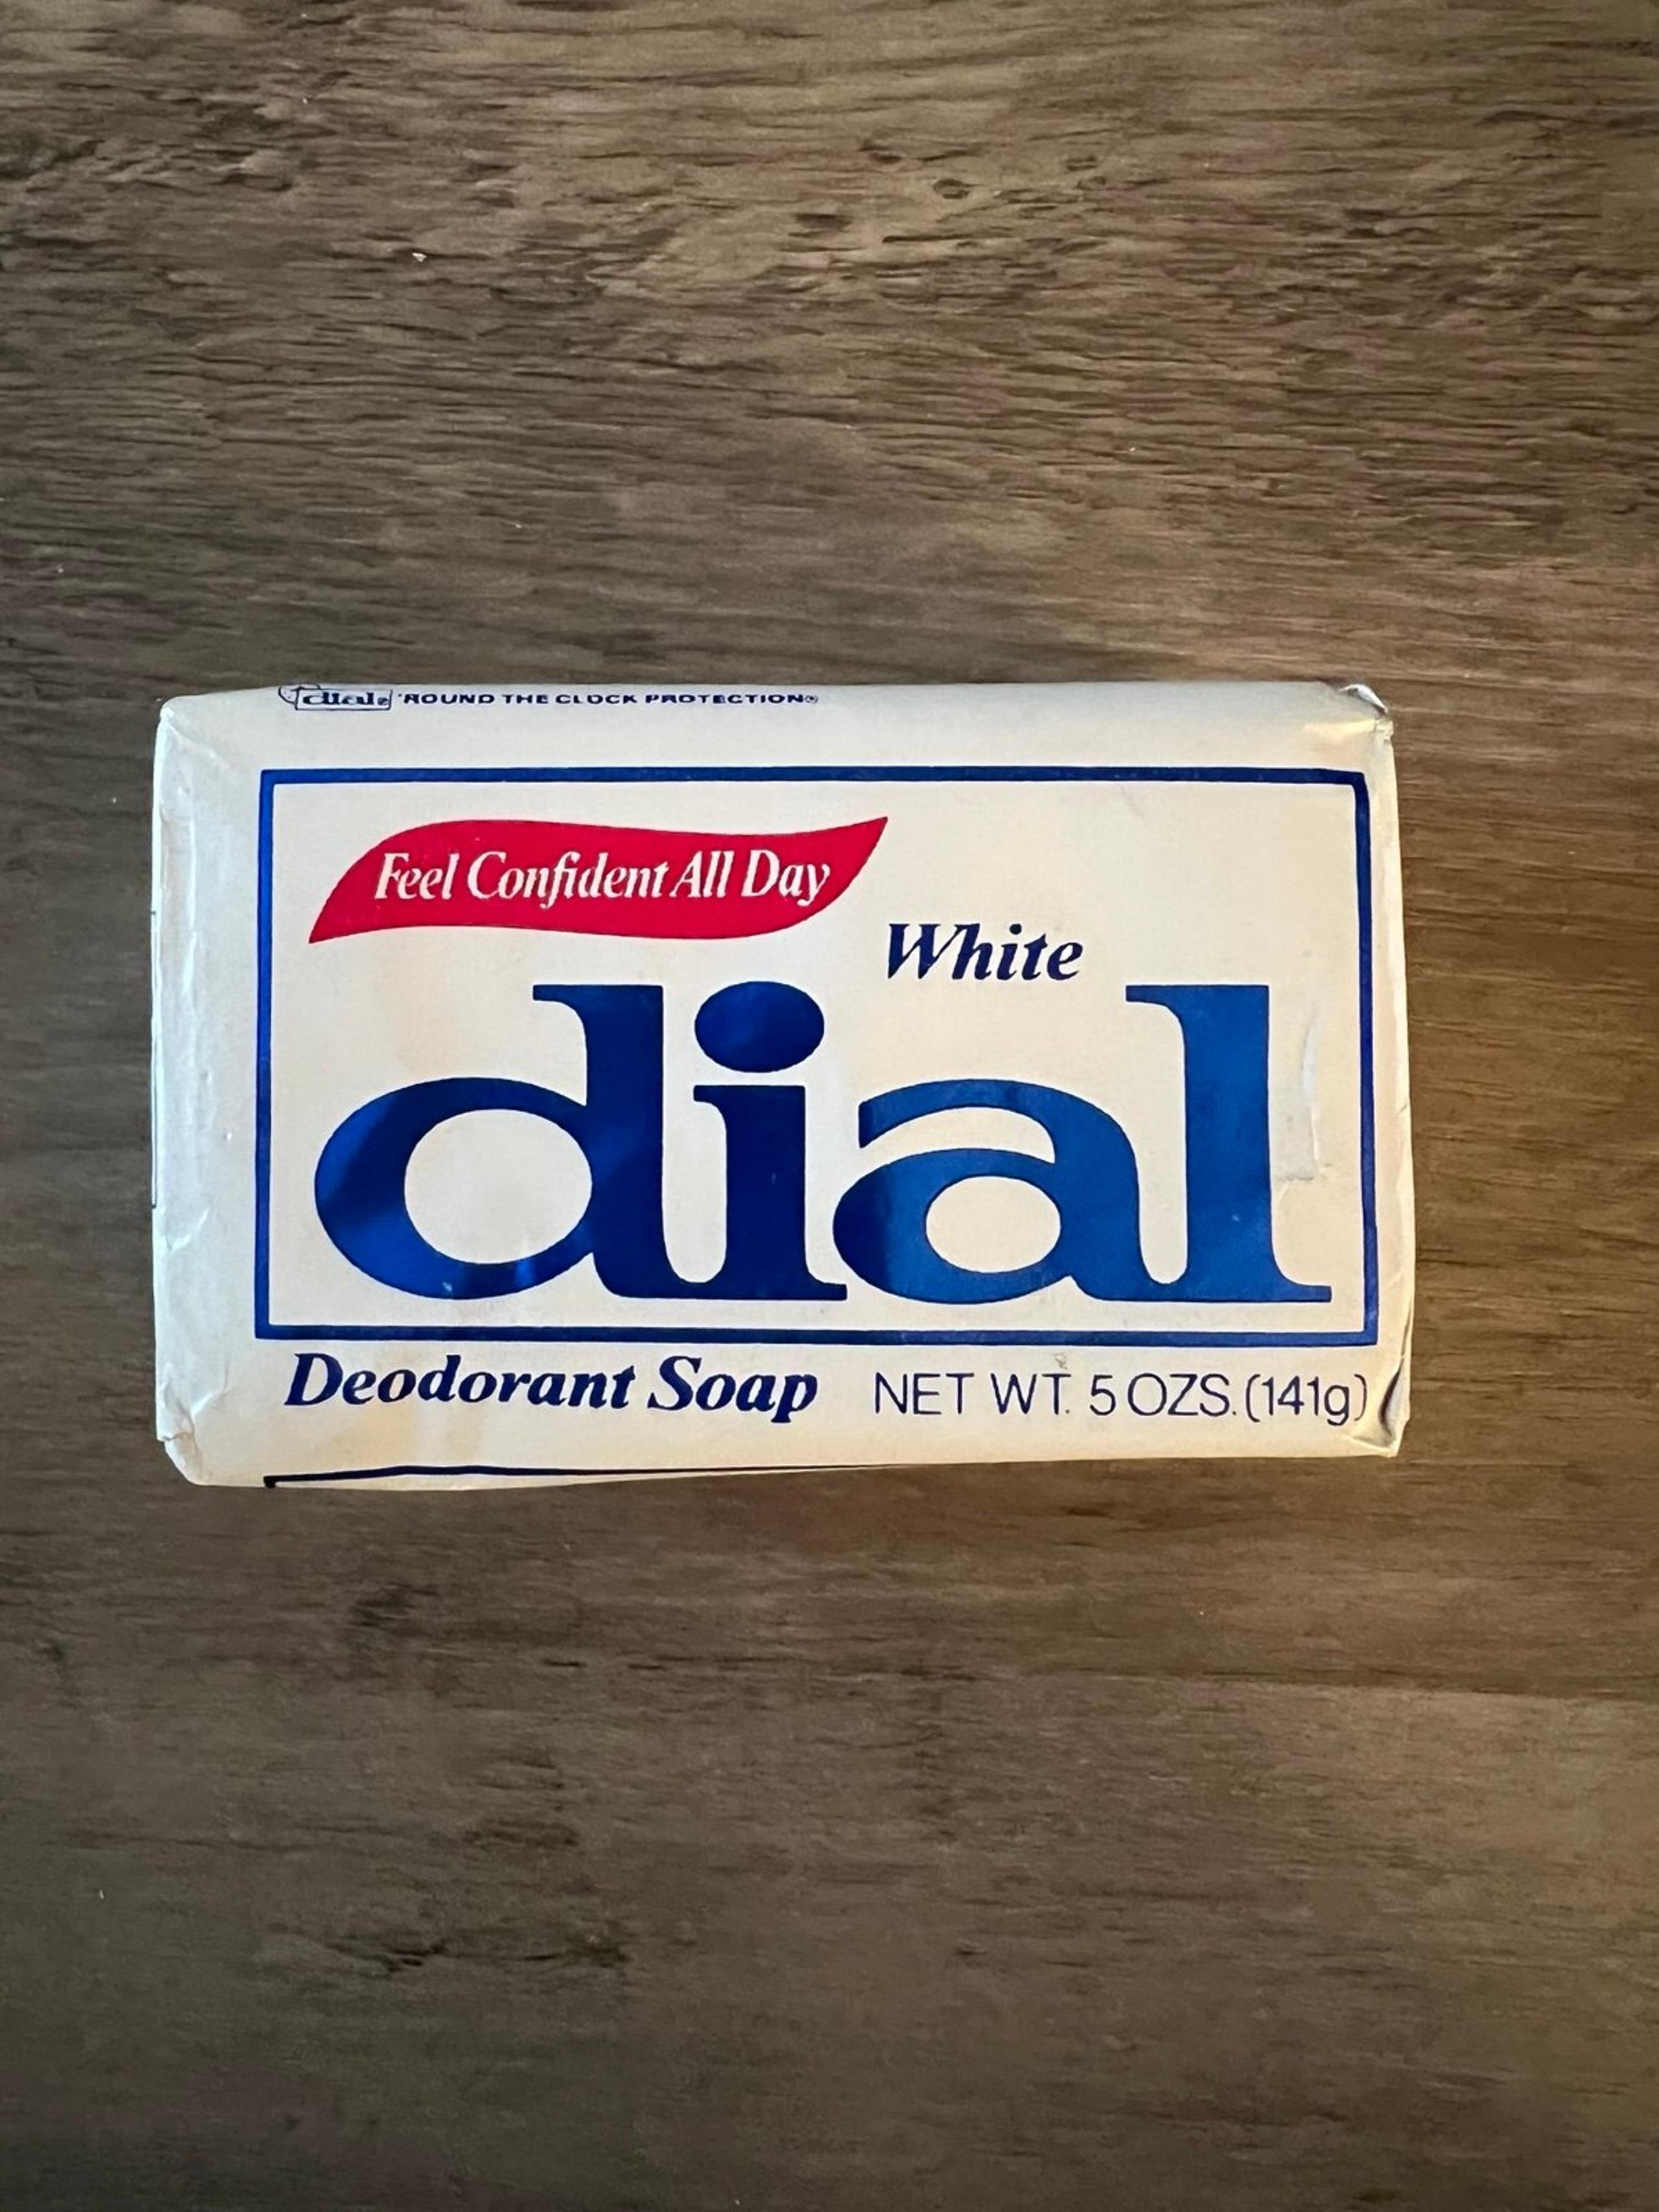 dial® 'ROUND THE CLOCK PROTECTION®
Feel Confident All Day
White
dial
Deodorant Soap NET WT. 5 OZS. (141g)